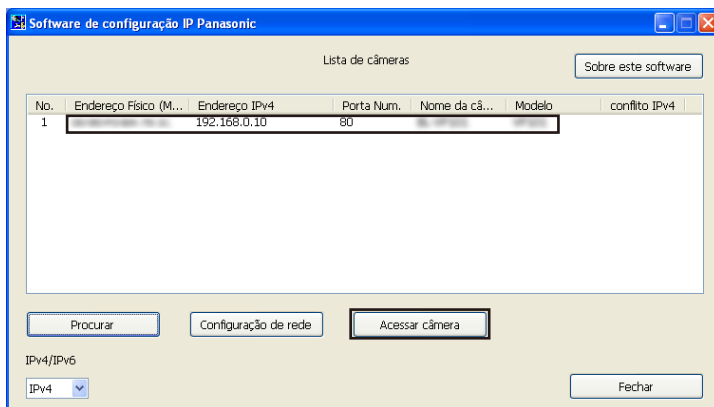 Software de configuração IP Panasonic
Lista de câmeras
Sobre este software
No. Endereço Físico (M... Endereço IPv4 Porta Num. Nome da câ... Modelo conflito IPv4
1 192.168.0.10 80
Procurar Configuração de rede Acessar câmera
IPv4/IPv6
IPv4 Fechar